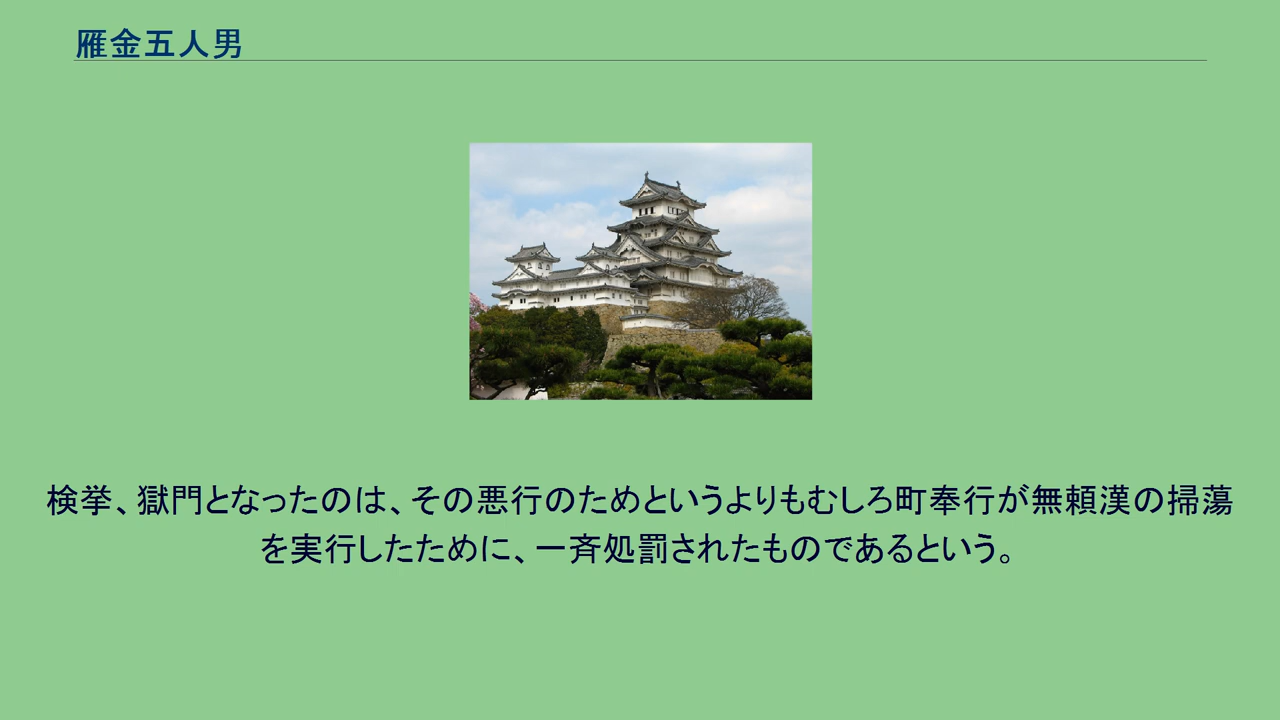 雁金五人男
検挙、獄門となったのは、その悪行のためというよりもむしろ町奉行が無頼漢の掃蕩
を実行したために、一斉処罰されたものであるという。